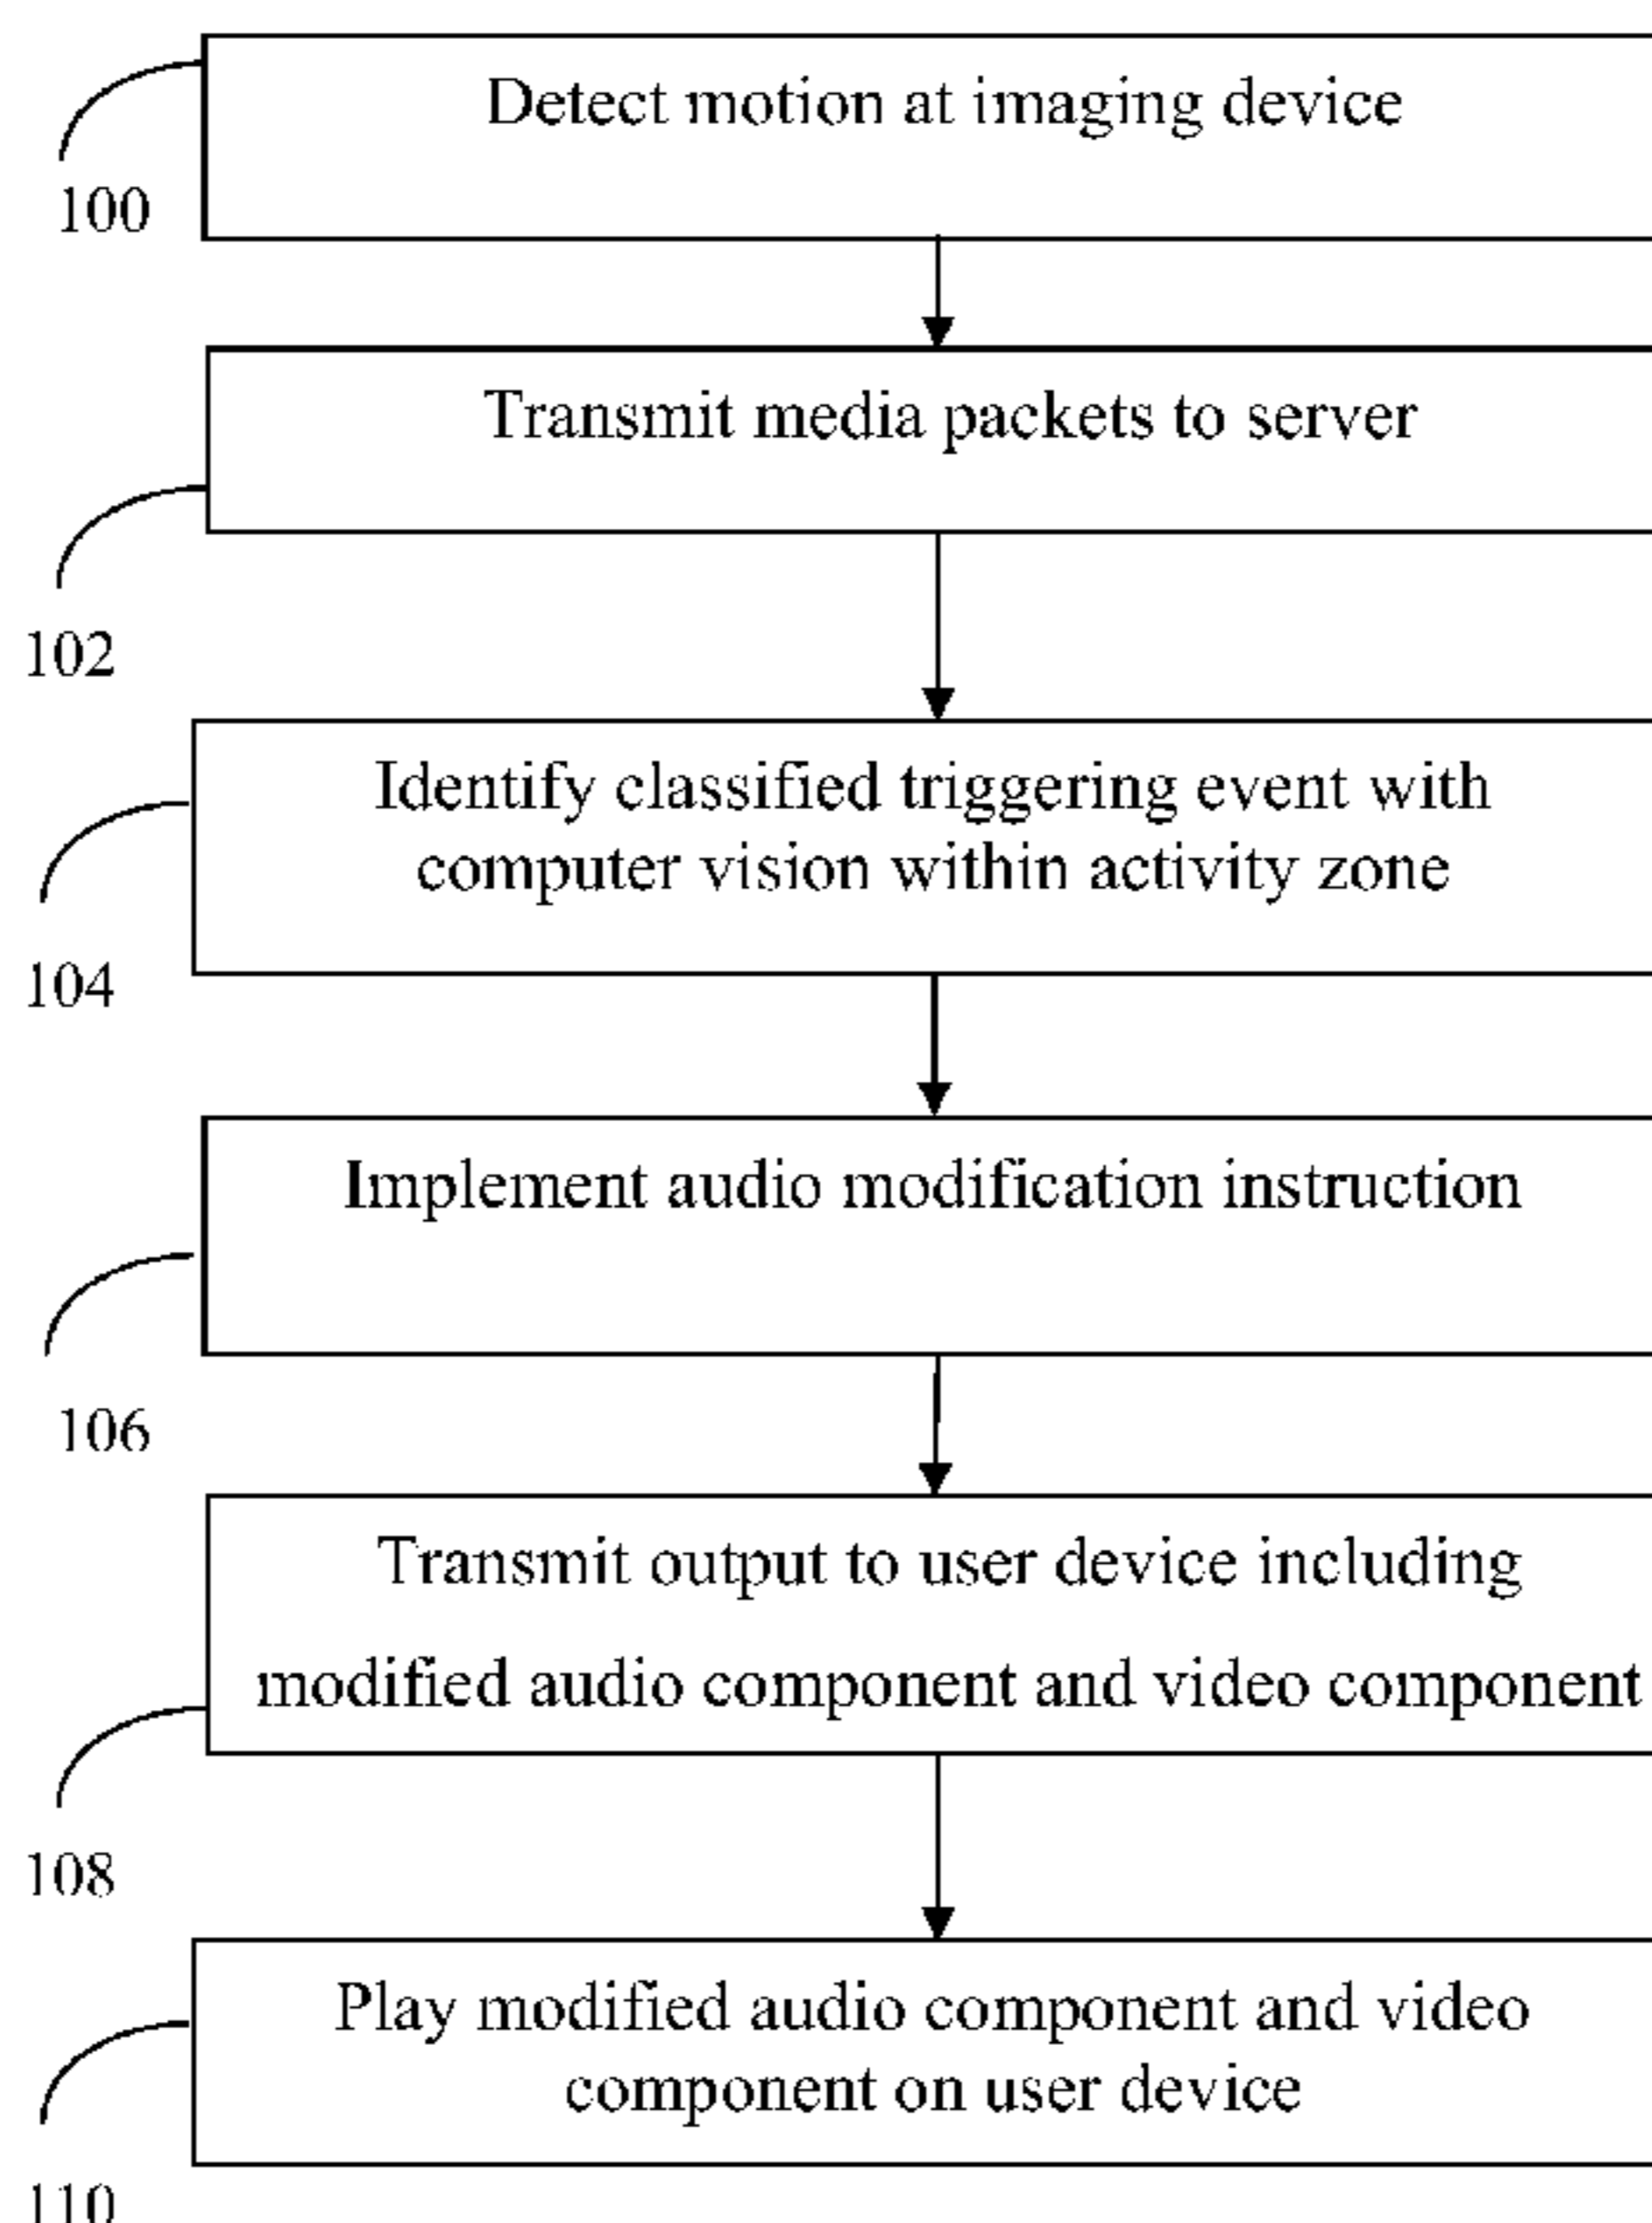 Detect motion at imaging device
100
Transmit media packets to server
102
Identify classified triggering event with
computer vision within activity zone
104
Implement audio modification instruction
106
Transmit output to user device including
modified audio component and video component
108
Play modified audio component and video
component on user device
110